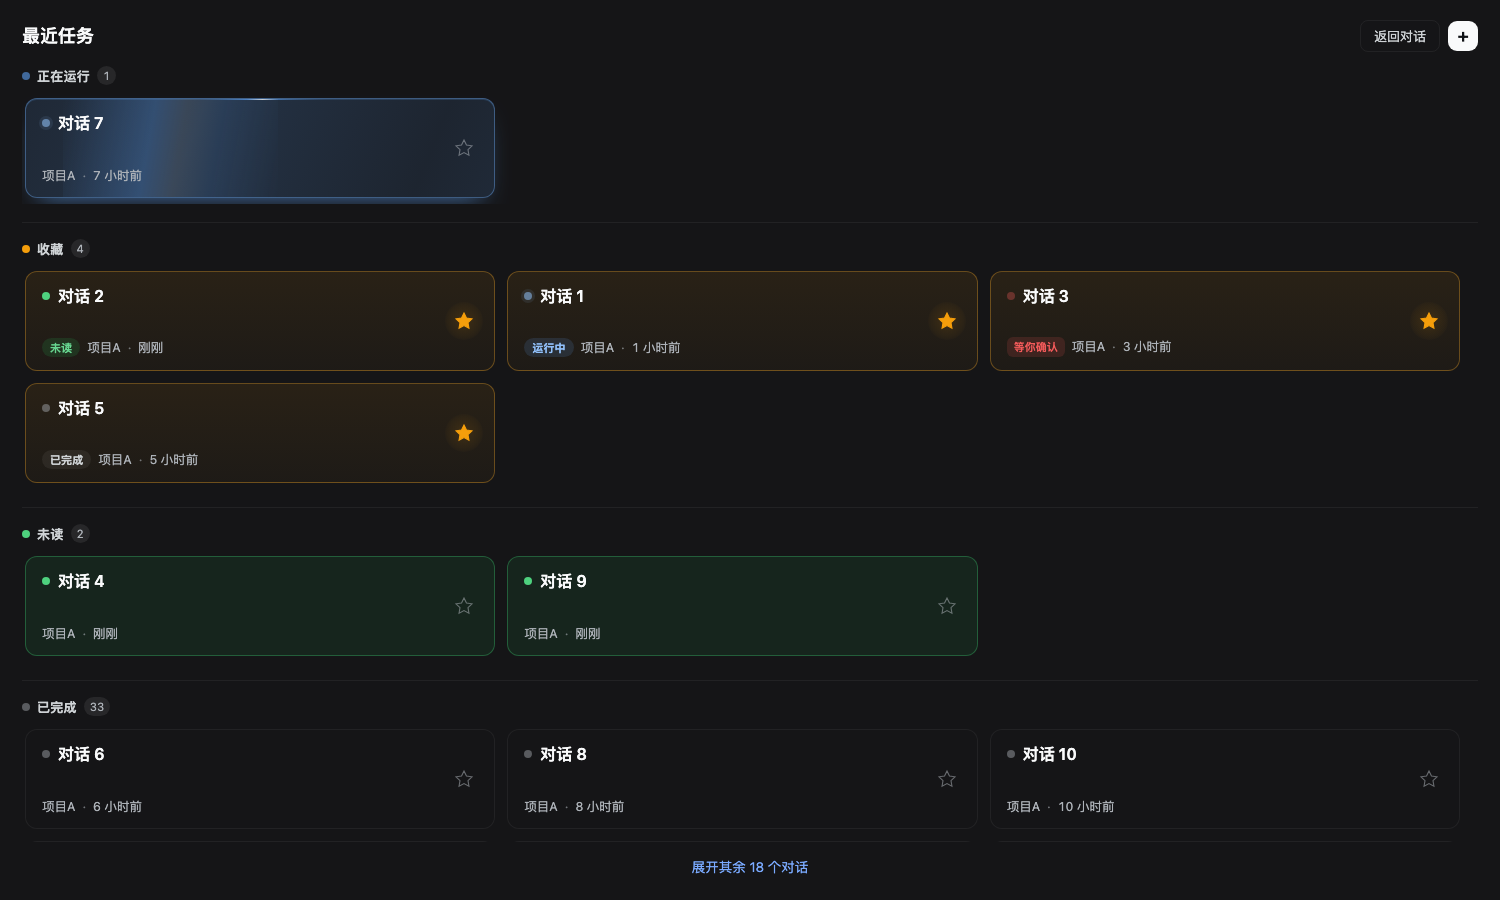 最近任务
返回对话 +
正在运行 1
对话 7
项目A · 7 小时前
收藏 4
对话 2
未读 项目A · 刚刚
对话 1
运行中 项目A · 1 小时前
对话 3
等你确认 项目A · 3 小时前
对话 5
已完成 项目A · 5 小时前
未读 2
对话 4
项目A · 刚刚
对话 9
项目A · 刚刚
已完成 33
对话 6
项目A · 6 小时前
对话 8
项目A · 8 小时前
对话 10
项目A · 10 小时前
展开其余 18 个对话